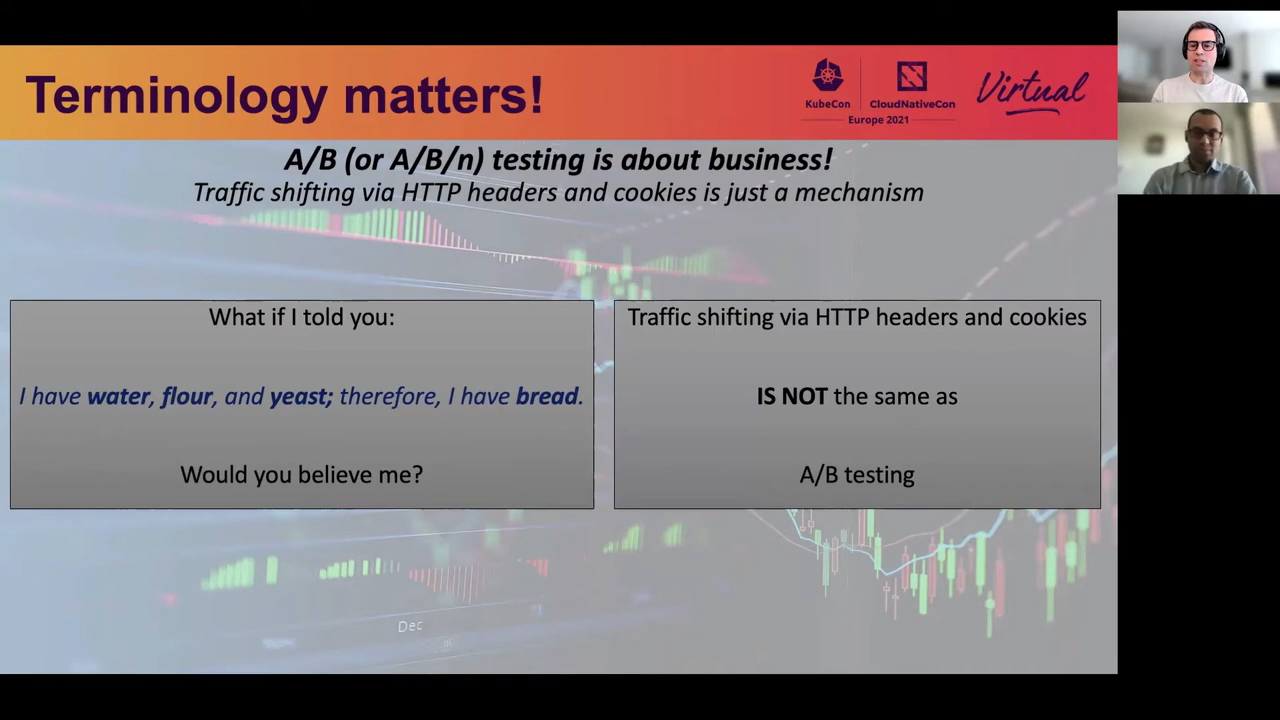 Terminology matters!
KubeCon
CloudNativeCon
Europe 2021
Virtual
A/B (or A/B/n) testing is about business!
Traffic shifting via HTTP headers and cookies is just a mechanism
What if I told you:
I have water, flour, and yeast; therefore, I have bread.
Would you believe me?
Traffic shifting via HTTP headers and cookies
IS NOT the same as
A/B testing
Dec